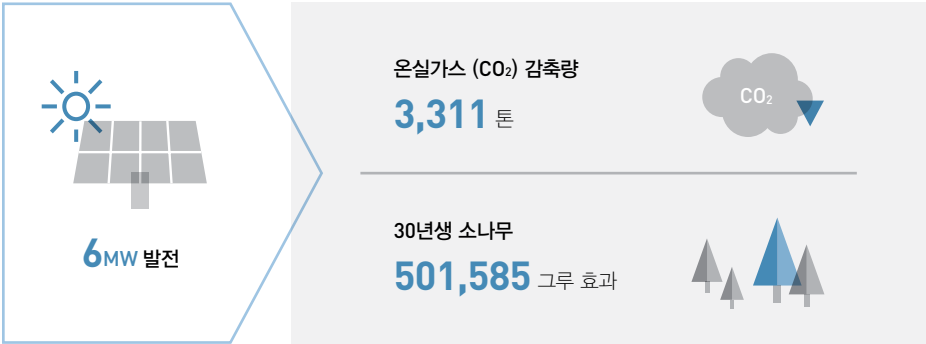 6MW 발전
온실가스 (CO₂) 감축량
3,311 톤
CO₂
30년생 소나무
501,585 그루 효과